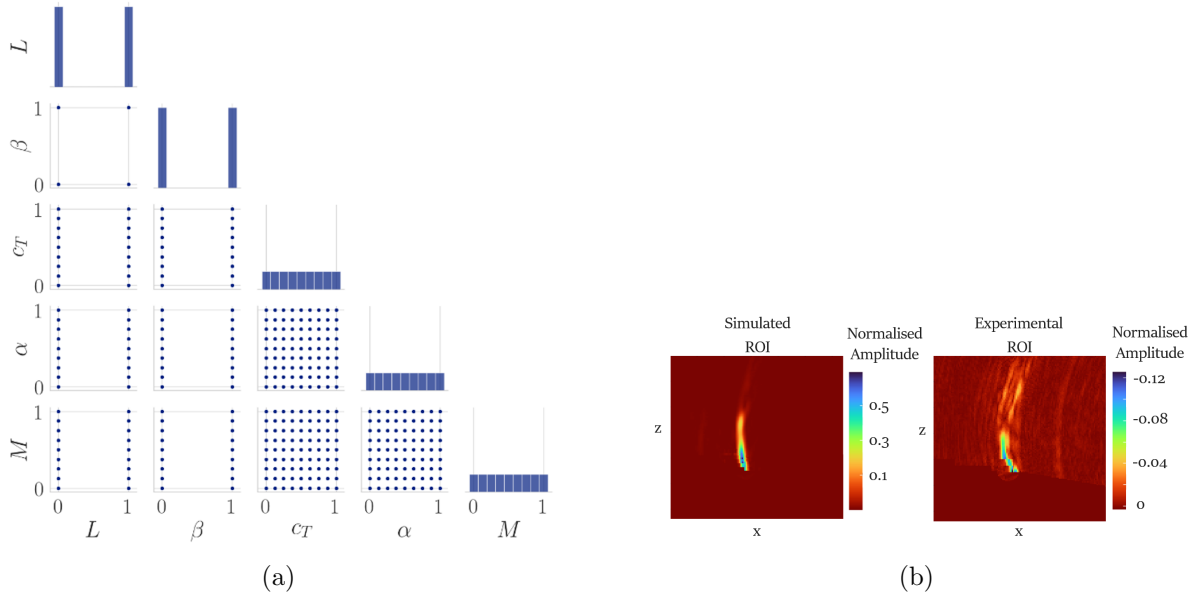 L
1
β
0
1
c_T
0
1
α
0
1
M
0
0 1 0 1 0 1 0 1 0 1
L β c_T α M
(a)
Simulated
ROI
Normalised
Amplitude
0.5
0.3
0.1
z
x
Experimental
ROI
Normalised
Amplitude
-0.12
-0.08
-0.04
0
z
x
(b)